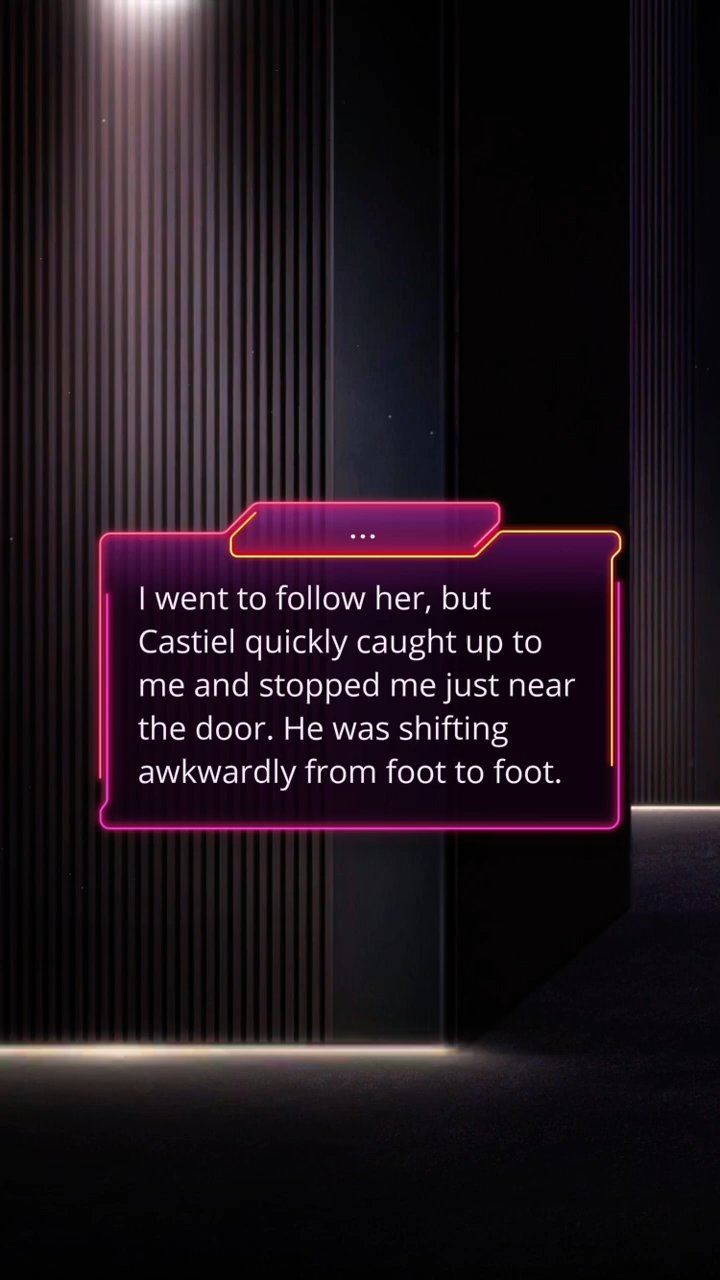 ...
I went to follow her, but
Castiel quickly caught up to
me and stopped me just near
the door. He was shifting
awkwardly from foot to foot.